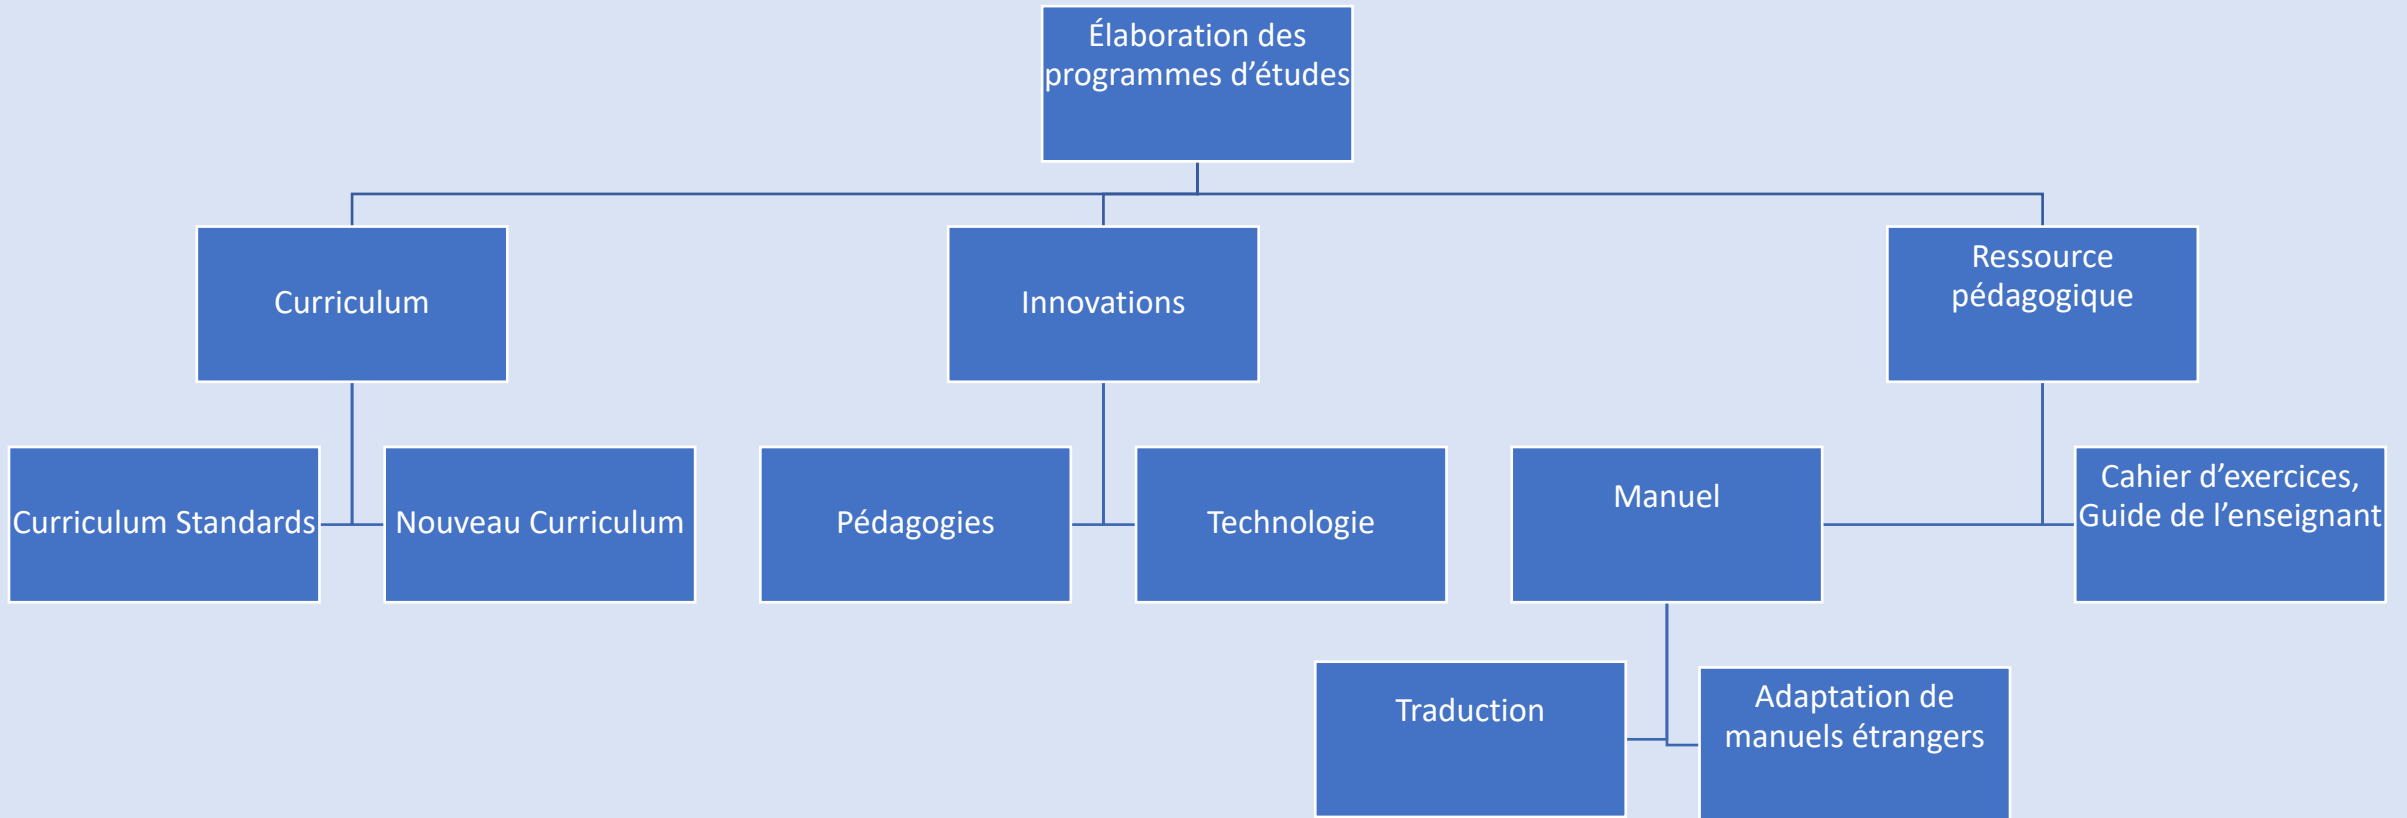 Élaboration des
programmes d’études
Curriculum
Innovations
Ressource
pédagogique
Curriculum Standards
Nouveau Curriculum
Pédagogies
Technologie
Manuel
Cahier d’exercices,
Guide de l’enseignant
Traduction
Adaptation de
manuels étrangers